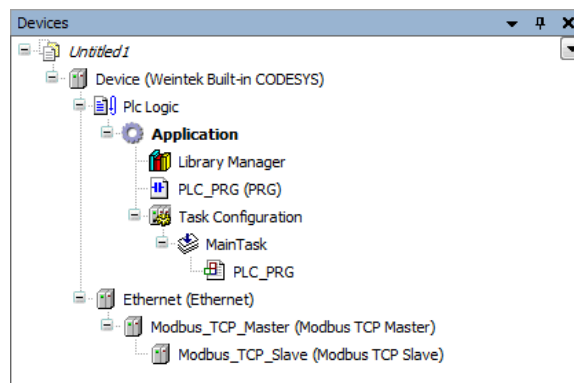 Devices
Untitled1
Device (Weintek Built-in CODESYS)
Plc Logic
Application
Library Manager
PLC_PRG (PRG)
Task Configuration
MainTask
PLC_PRG
Ethernet (Ethernet)
Modbus_TCP_Master (Modbus TCP Master)
Modbus_TCP_Slave (Modbus TCP Slave)